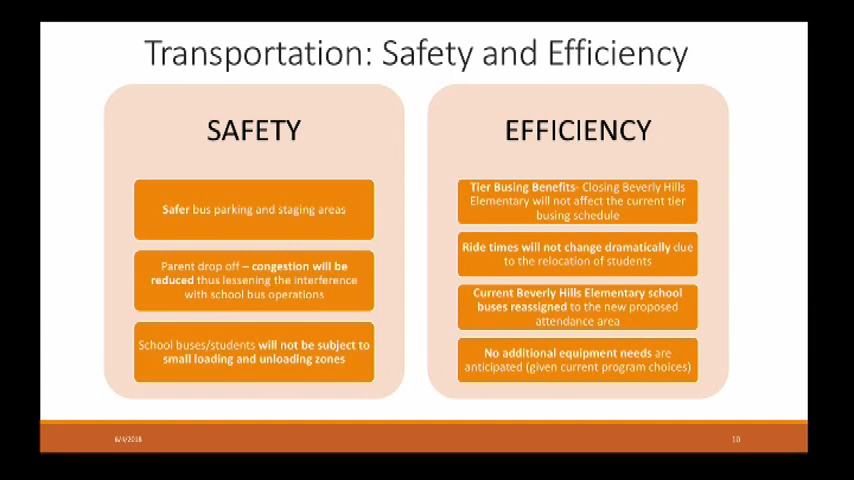 Transportation: Safety and Efficiency
SAFETY
Safer bus parking and staging areas
Parent drop off – congestion will be
reduced thus lessening the interference
with school bus operations
School buses/students will not be subject to
small loading and unloading zones
EFFICIENCY
Tier Busing Benefits- Closing Beverly Hills
Elementary will not affect the current tier
busing schedule
Ride times will not change dramatically due
to the relocation of students
Current Beverly Hills Elementary school
buses reassigned to the new proposed
attendance area
No additional equipment needs are
anticipated (given current program choices)
10